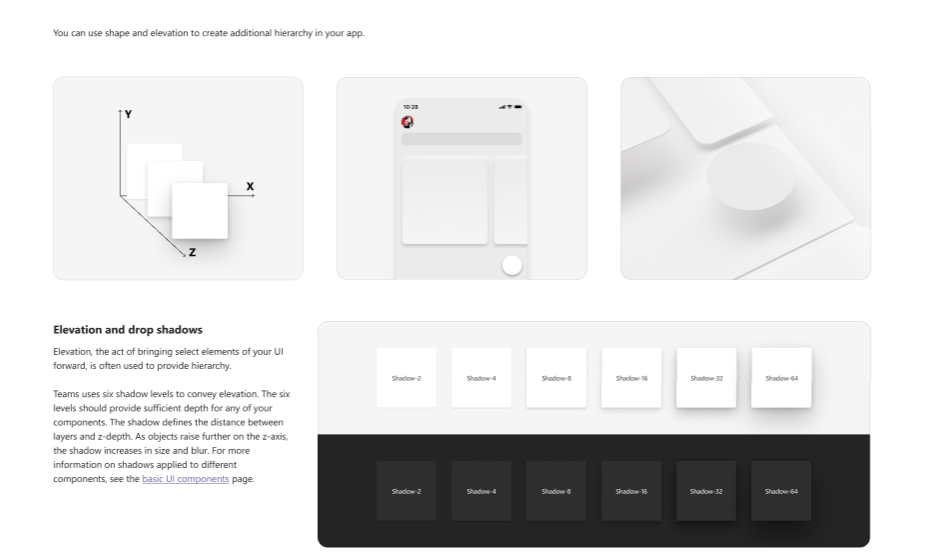 You can use shape and elevation to create additional hierarchy in your app.
Y
X
Z
10:28
Elevation and drop shadows
Elevation, the act of bringing select elements of your UI
forward, is often used to provide hierarchy.
Teams uses six shadow levels to convey elevation. The six
levels should provide sufficient depth for any of your
components. The shadow defines the distance between
layers and z-depth. As objects raise further on the z-axis,
the shadow increases in size and blur. For more
information on shadows applied to different
components, see the basic UI components page.
Shadow-2 Shadow-4 Shadow-8 Shadow-16 Shadow-32 Shadow-64
Shadow-2 Shadow-4 Shadow-8 Shadow-16 Shadow-32 Shadow-64